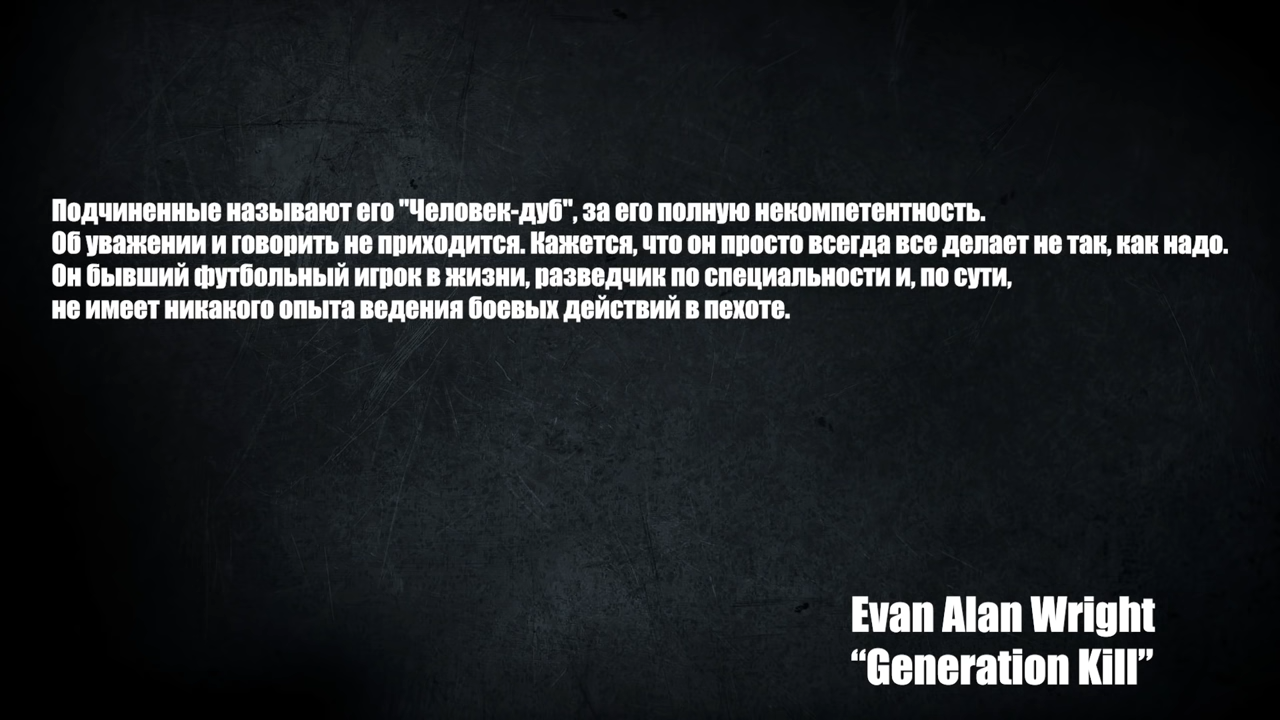 Подчиненные называют его "Человек-дуб", за его полную некомпетентность.
Об уважении и говорить не приходится. Кажется, что он просто всегда все делает не так, как надо.
Он бывший футбольный игрок в жизни, разведчик по специальности и, по сути,
не имеет никакого опыта ведения боевых действий в пехоте.
Evan Alan Wright
“Generation Kill”